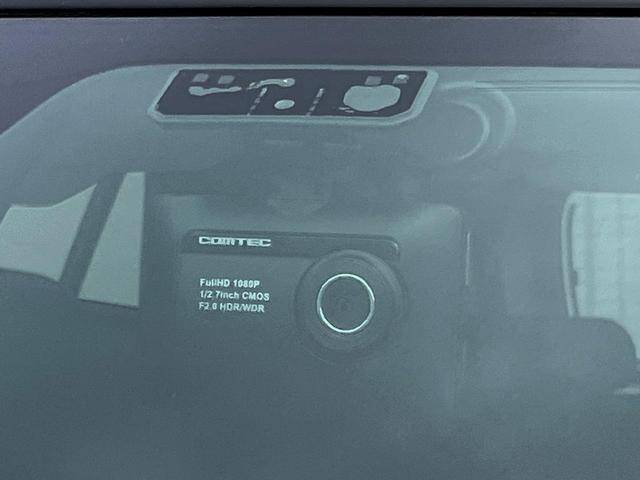 COMTEC
FullHD 1080P
1/2.7inch CMOS
F2.0 HDR/WDR